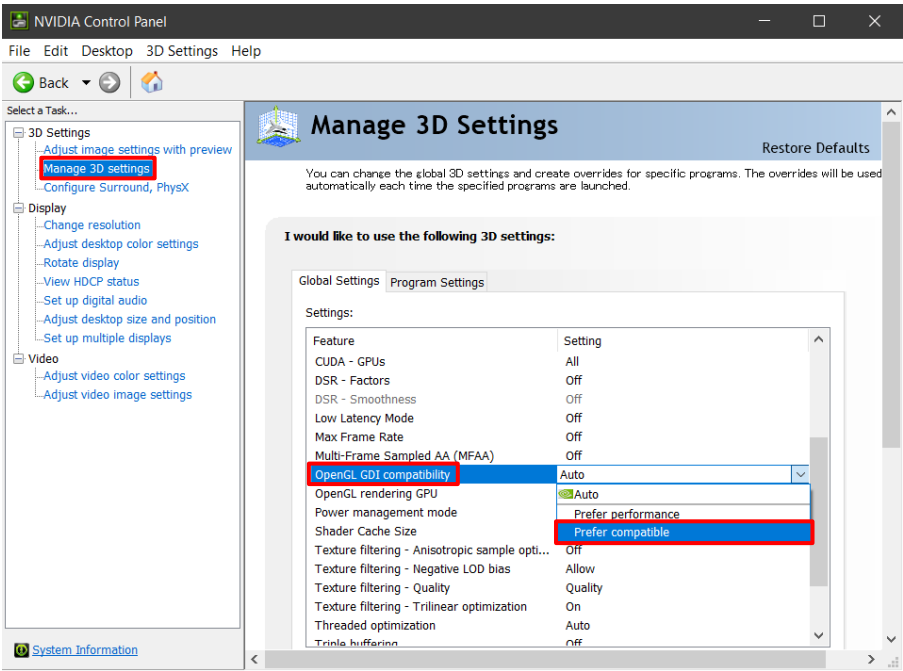 NVIDIA Control Panel
File Edit Desktop 3D Settings Help
Back
Select a Task...
3D Settings
Adjust image settings with preview
Manage 3D settings
Configure Surround, PhysX
Display
Change resolution
Adjust desktop color settings
Rotate display
View HDCP status
Set up digital audio
Adjust desktop size and position
Set up multiple displays
Video
Adjust video color settings
Adjust video image settings
System Information
Manage 3D Settings
Restore Defaults
You can change the global 3D settings and create overrides for specific programs. The overrides will be used
automatically each time the specified programs are launched.
I would like to use the following 3D settings:
Global Settings Program Settings
Settings:
Feature Setting
CUDA - GPUs All
DSR - Factors Off
DSR - Smoothness Off
Low Latency Mode Off
Max Frame Rate Off
Multi-Frame Sampled AA (MFAA) Off
OpenGL GDI compatibility Auto
OpenGL rendering GPU Auto
Power management mode Prefer performance
Shader Cache Size Prefer compatible
Texture filtering - Anisotropic sample opti... Off
Texture filtering - Negative LOD bias Allow
Texture filtering - Quality Quality
Texture filtering - Trilinear optimization On
Threaded optimization Auto
Triple buffering Off